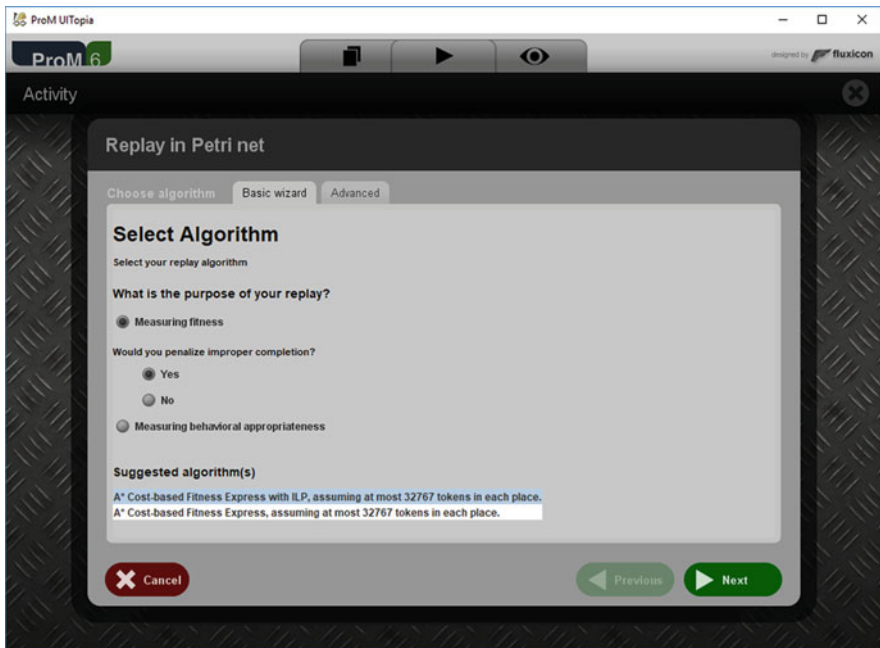 ProM UITopia
ProM 6
designed by fluxicon
Activity
Replay in Petri net
Choose algorithm
Basic wizard
Advanced
Select Algorithm
Select your replay algorithm
What is the purpose of your replay?
Measuring fitness
Would you penalize improper completion?
Yes
No
Measuring behavioral appropriateness
Suggested algorithm(s)
A* Cost-based Fitness Express with ILP, assuming at most 32767 tokens in each place.
A* Cost-based Fitness Express, assuming at most 32767 tokens in each place.
Cancel
Previous
Next